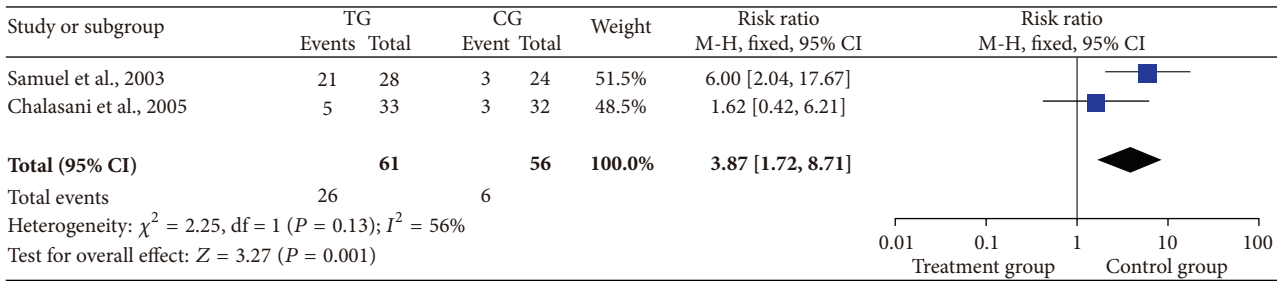 Study or subgroup TG CG Weight Risk ratio Risk ratio
Events Total Event Total M-H, fixed, 95% CI M-H, fixed, 95% CI
Samuel et al., 2003 21 28 3 24 51.5% 6.00 [2.04, 17.67]
Chalasani et al., 2005 5 33 3 32 48.5% 1.62 [0.42, 6.21]
Total (95% CI) 61 56 100.0% 3.87 [1.72, 8.71]
Total events 26 6
Heterogeneity: χ² = 2.25, df = 1 (P = 0.13); I² = 56%
Test for overall effect: Z = 3.27 (P = 0.001)
0.01 0.1 1 10 100
Treatment group Control group